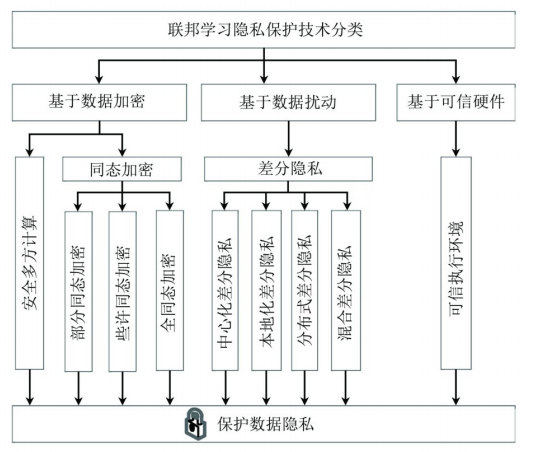 联邦学习隐私保护技术分类
基于数据加密
基于数据扰动
基于可信硬件
同态加密
差分隐私
安全多方计算
部分同态加密
些许同态加密
全同态加密
中心化差分隐私
本地化差分隐私
分布式差分隐私
混合差分隐私
可信执行环境
保护数据隐私